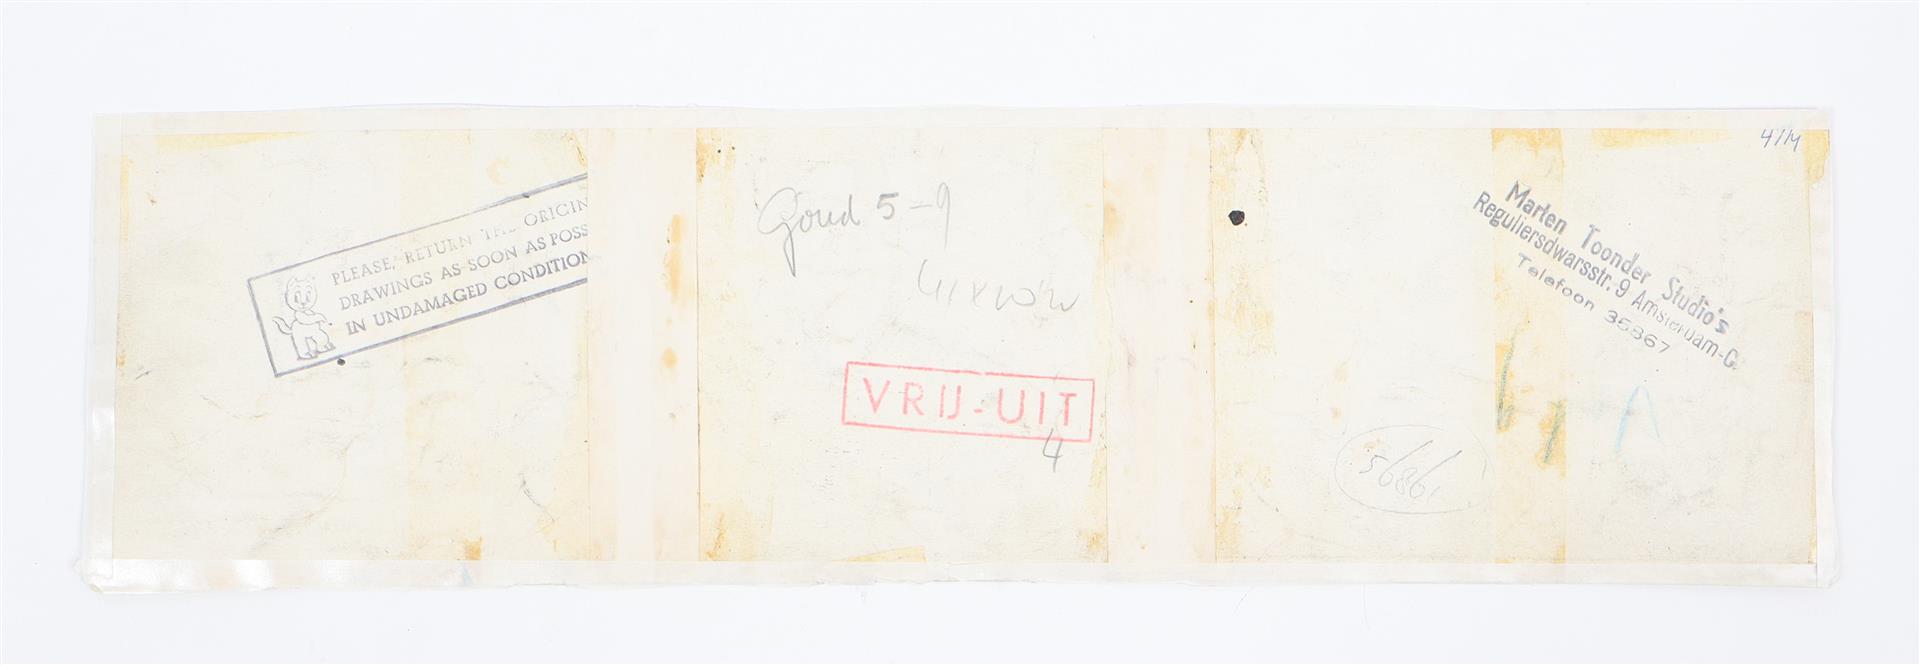 PLEASE, RETURN THE ORIGIN
DRAWINGS AS SOON AS POSS
IN UNDAMAGED CONDITION
Goud 5-9
VRIJ-UIT
4
Marten Toonder Studio's
Reguliersdwarsstr. 9 Amsterdam-C.
Telefoon 35867
A